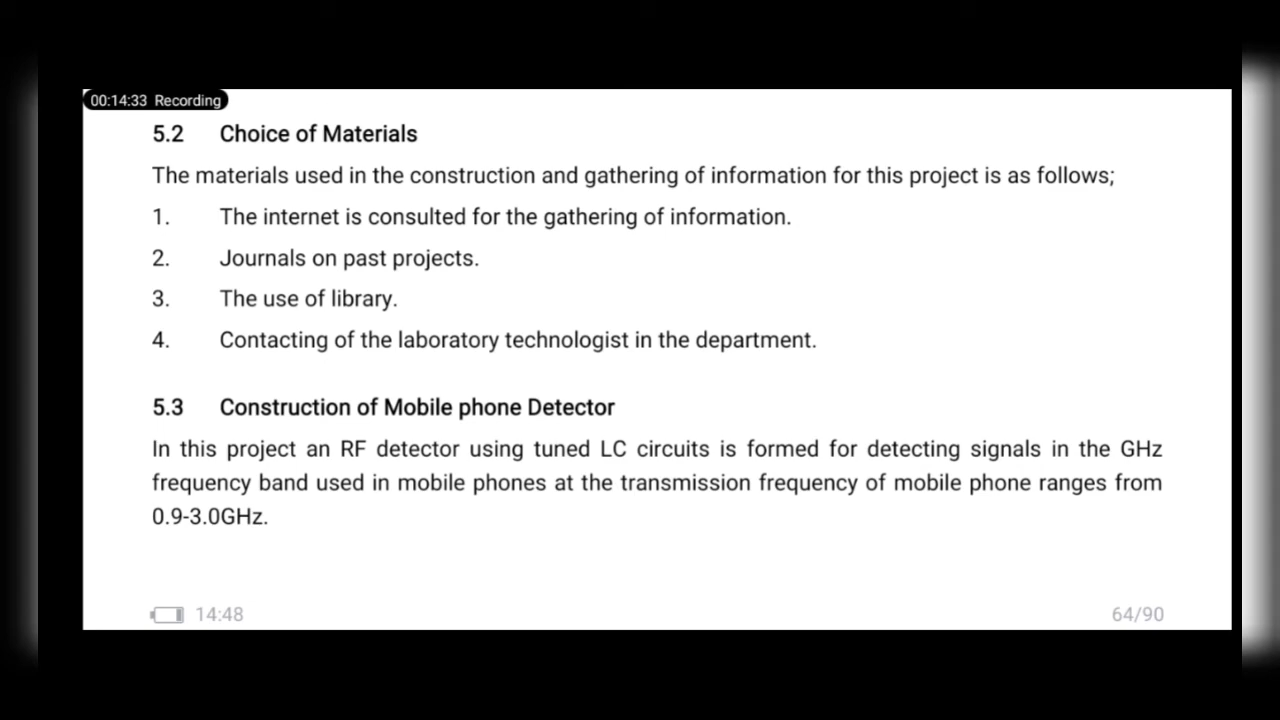 00:14:33 Recording
5.2 Choice of Materials
The materials used in the construction and gathering of information for this project is as follows;
1. The internet is consulted for the gathering of information.
2. Journals on past projects.
3. The use of library.
4. Contacting of the laboratory technologist in the department.
5.3 Construction of Mobile phone Detector
In this project an RF detector using tuned LC circuits is formed for detecting signals in the GHz
frequency band used in mobile phones at the transmission frequency of mobile phone ranges from
0.9-3.0GHz.
14:48 64/90